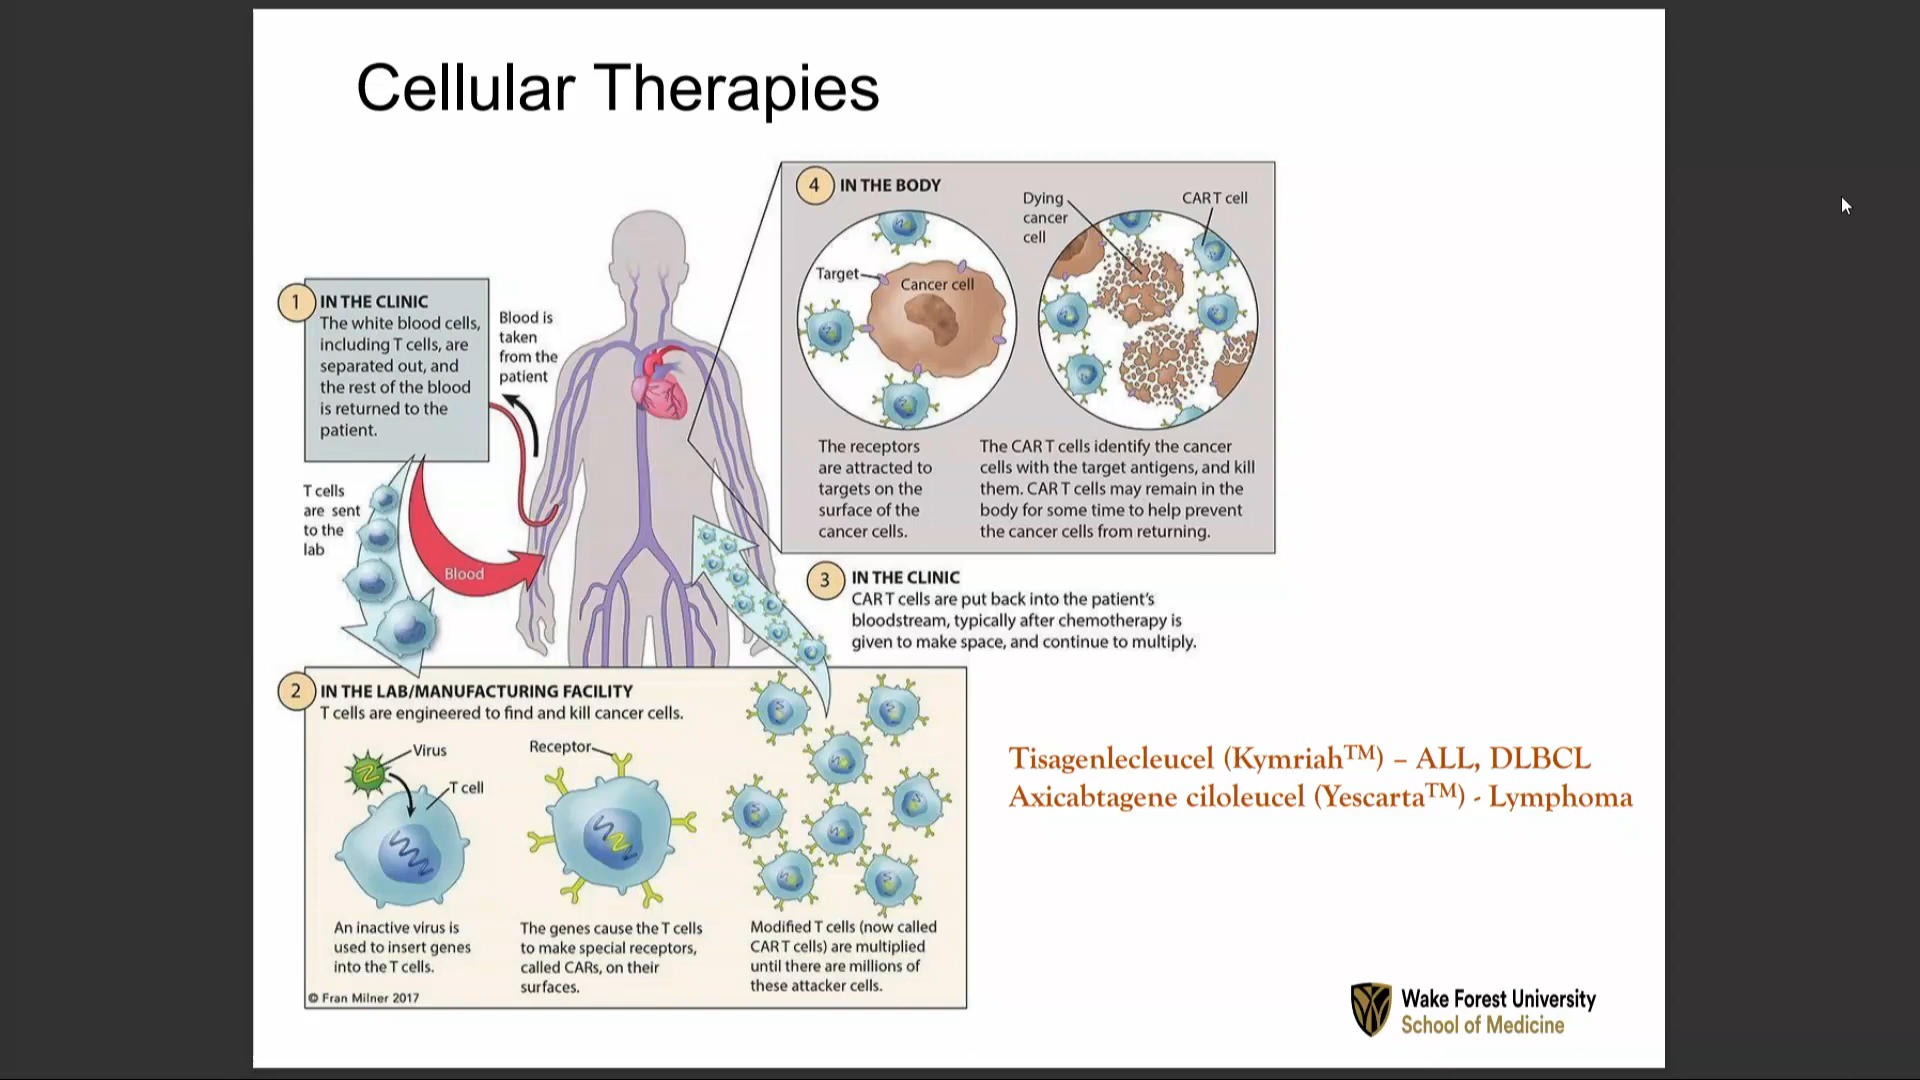 Cellular Therapies
1 IN THE CLINIC
The white blood cells,
including T cells, are
separated out, and
the rest of the blood
is returned to the
patient.
Blood is
taken
from the
patient
T cells
are sent
to the
lab
Blood
2 IN THE LAB/MANUFACTURING FACILITY
T cells are engineered to find and kill cancer cells.
Virus
T cell
An inactive virus is
used to insert genes
into the T cells.
Receptor
The genes cause the T cells
to make special receptors,
called CARs, on their
surfaces.
Modified T cells (now called
CAR T cells) are multiplied
until there are millions of
these attacker cells.
© Fran Milner 2017
3 IN THE CLINIC
CAR T cells are put back into the patient's
bloodstream, typically after chemotherapy is
given to make space, and continue to multiply.
4 IN THE BODY
Target
Cancer cell
Dying
cancer
cell
CAR T cell
The receptors
are attracted to
targets on the
surface of the
cancer cells.
The CAR T cells identify the cancer
cells with the target antigens, and kill
them. CAR T cells may remain in the
body for some time to help prevent
the cancer cells from returning.
Tisagenlecleucel (Kymriah™) – ALL, DLBCL
Axicabtagene ciloleucel (Yescarta™) - Lymphoma
Wake Forest University
School of Medicine